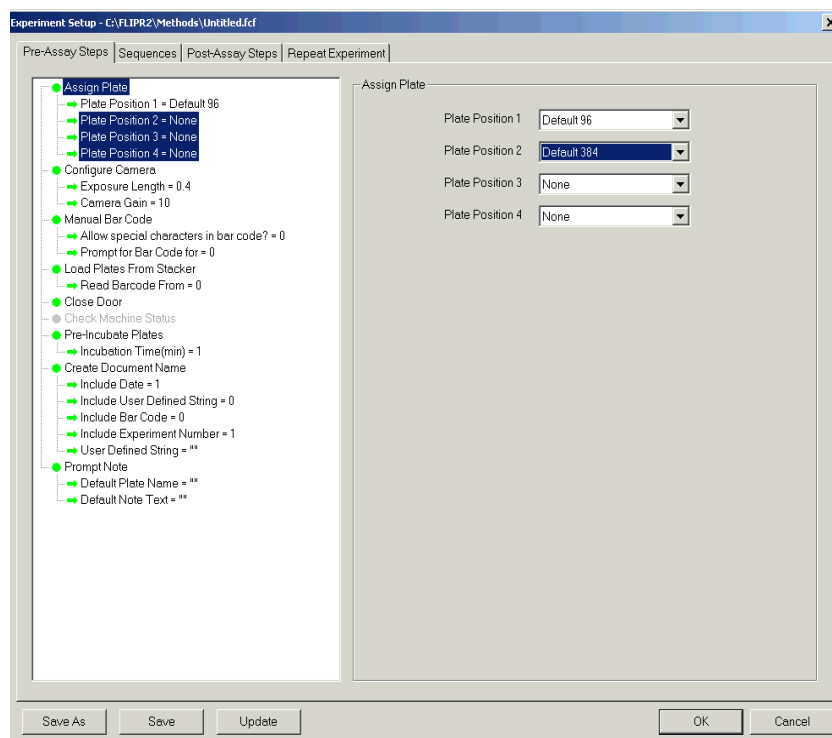 Experiment Setup - C:\FLIPR2\Methods\Untitled.fcf
Pre-Assay Steps Sequences Post-Assay Steps Repeat Experiment
Assign Plate
Plate Position 1 = Default 96
Plate Position 2 = None
Plate Position 3 = None
Plate Position 4 = None
Configure Camera
Exposure Length = 0.4
Camera Gain = 10
Manual Bar Code
Allow special characters in bar code? = 0
Prompt for Bar Code for = 0
Load Plates From Stacker
Read Barcode From = 0
Close Door
Check Machine Status
Pre-Incubate Plates
Incubation Time(min) = 1
Create Document Name
Include Date = 1
Include User Defined String = 0
Include Bar Code = 0
Include Experiment Number = 1
User Defined String = ""
Prompt Note
Default Plate Name = ""
Default Note Text = ""
Assign Plate
Plate Position 1 Default 96
Plate Position 2 Default 384
Plate Position 3 None
Plate Position 4 None
Save As Save Update OK Cancel